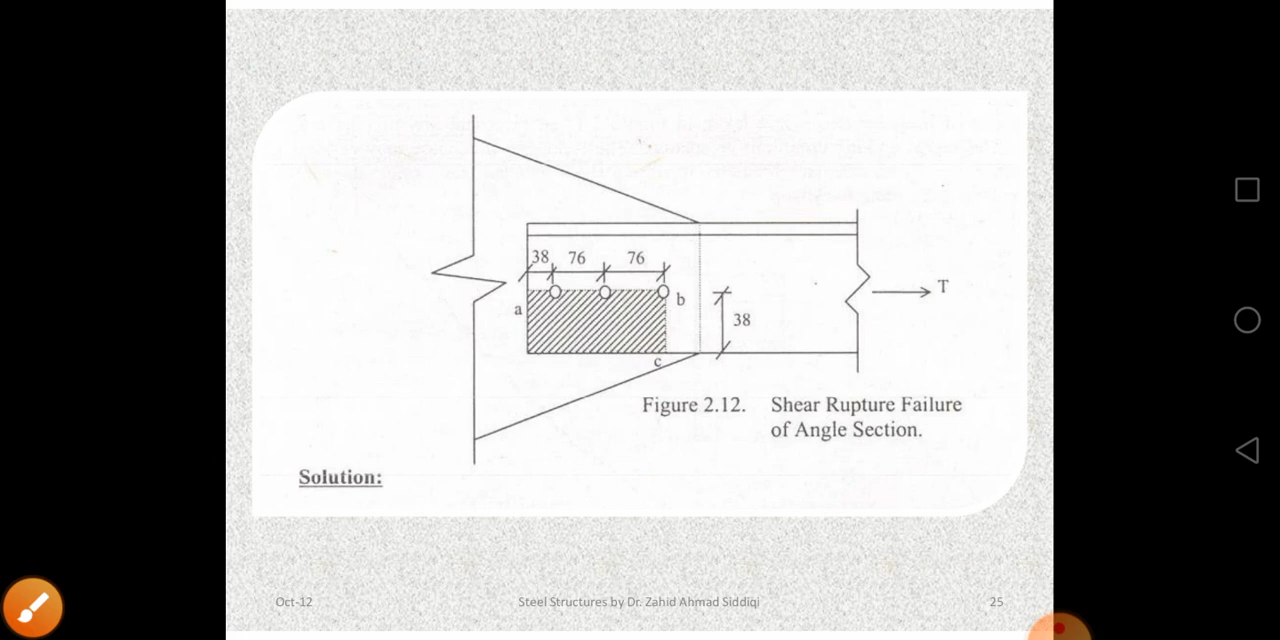 38 76 76
a
b
T
38
c
Figure 2.12. Shear Rupture Failure
of Angle Section.
Solution:
Oct-12 Steel Structures by Dr. Zahid Ahmad Siddiqi 25